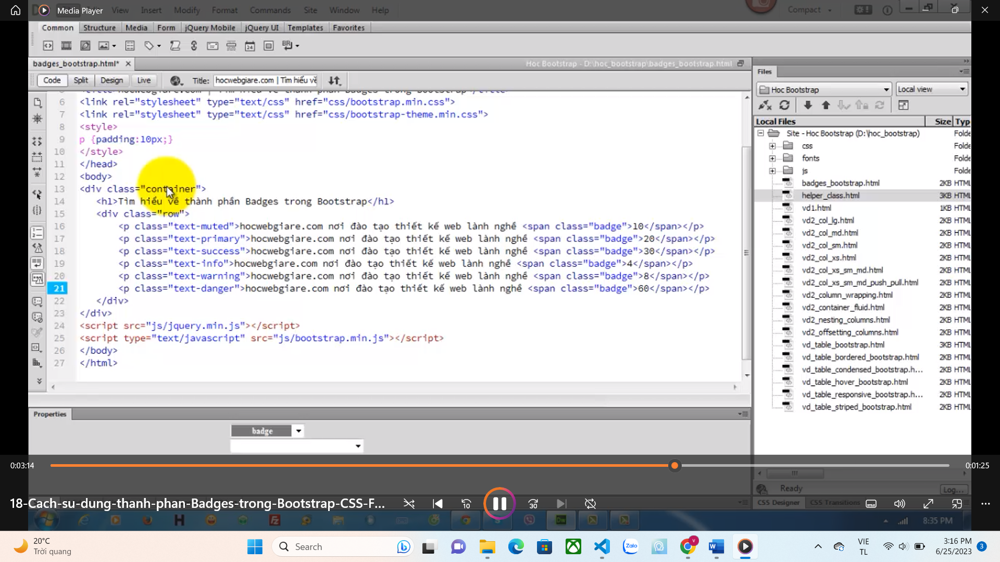 Media Player
View Insert Modify Format Commands Site Window Help
Compact
Common Structure Media Form jQuery Mobile jQuery UI Templates Favorites
badges_bootstrap.html*
Hoc Bootstrap - D:\hoc_bootstrap\badges_bootstrap.html
Code Split Design Live Title: hocwebgiare.com | Tìm hiểu về
6 <link rel="stylesheet" type="text/css" href="css/bootstrap.min.css">
7 <link rel="stylesheet" type="text/css" href="css/bootstrap-theme.min.css">
8 <style>
9 p {padding:10px;}
10 </style>
11 </head>
12 <body>
13 <div class="container">
14 <h1>Tìm hiểu về thành phần Badges trong Bootstrap</h1>
15 <div class="row">
16 <p class="text-muted">hocwebgiare.com nơi đào tạo thiết kế web lành nghề <span class="badge">10</span></p>
17 <p class="text-primary">hocwebgiare.com nơi đào tạo thiết kế web lành nghề <span class="badge">20</span></p>
18 <p class="text-success">hocwebgiare.com nơi đào tạo thiết kế web lành nghề <span class="badge">30</span></p>
19 <p class="text-info">hocwebgiare.com nơi đào tạo thiết kế web lành nghề <span class="badge">4</span></p>
20 <p class="text-warning">hocwebgiare.com nơi đào tạo thiết kế web lành nghề <span class="badge">8</span></p>
21 <p class="text-danger">hocwebgiare.com nơi đào tạo thiết kế web lành nghề <span class="badge">60</span></p>
22 </div>
23 </div>
24 <script src="js/jquery.min.js"></script>
25 <script type="text/javascript" src="js/bootstrap.min.js"></script>
26 </body>
27 </html>
Files
Hoc Bootstrap Local view
Local Files Size Typ
Site - Hoc Bootstrap (D:\hoc_bootstrap) Folde
css Folde
fonts Folde
js Folde
badges_bootstrap.html 2KB HTML
helper_class.html 3KB HTML
vd1.html 1KB HTML
vd2_col_lg.html 2KB HTML
vd2_col_md.html 2KB HTML
vd2_col_sm.html 2KB HTML
vd2_col_xs.html 2KB HTML
vd2_col_xs_sm_md.html 2KB HTML
vd2_col_xs_sm_md_push_pull.html 2KB HTML
vd2_column_wrapping.html 2KB HTML
vd2_container_fluid.html 2KB HTML
vd2_nesting_columns.html 2KB HTML
vd2_offsetting_columns.html 2KB HTML
vd_table_bootstrap.html 3KB HTML
vd_table_bordered_bootstrap.html 2KB HTML
vd_table_condensed_bootstrap.h... 2KB HTML
vd_table_hover_bootstrap.html 2KB HTML
vd_table_responsive_bootstrap.h... 2KB HTML
vd_table_striped_bootstrap.html 2KB HTML
Properties
badge
0:03:14
0:01:25
Ready Log...
18-Cach-su-dung-thanh-phan-Badges-trong-Bootstrap-CSS-F...
10
30
CSS Designer CSS Transitions
8:35 PM
20°C
Trời quang
Search
Zalo
VIE
TL
3:16 PM
6/25/2023
3